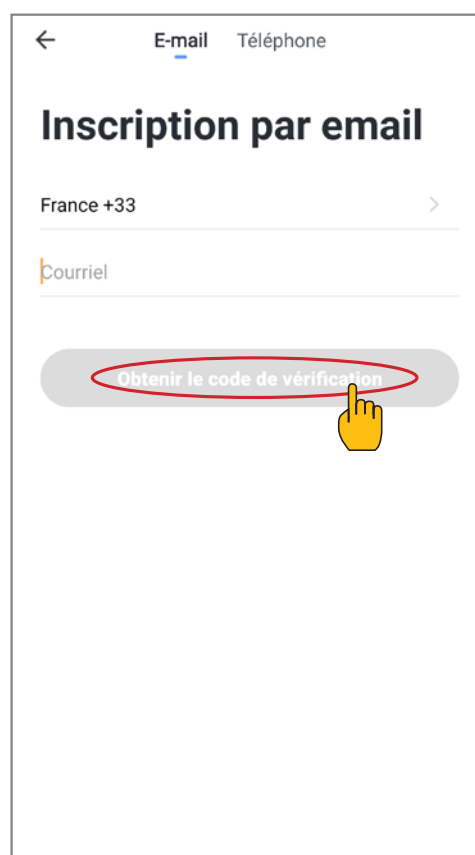 E-mail Téléphone
Inscription par email
France +33
Courriel
Obtenir le code de vérification